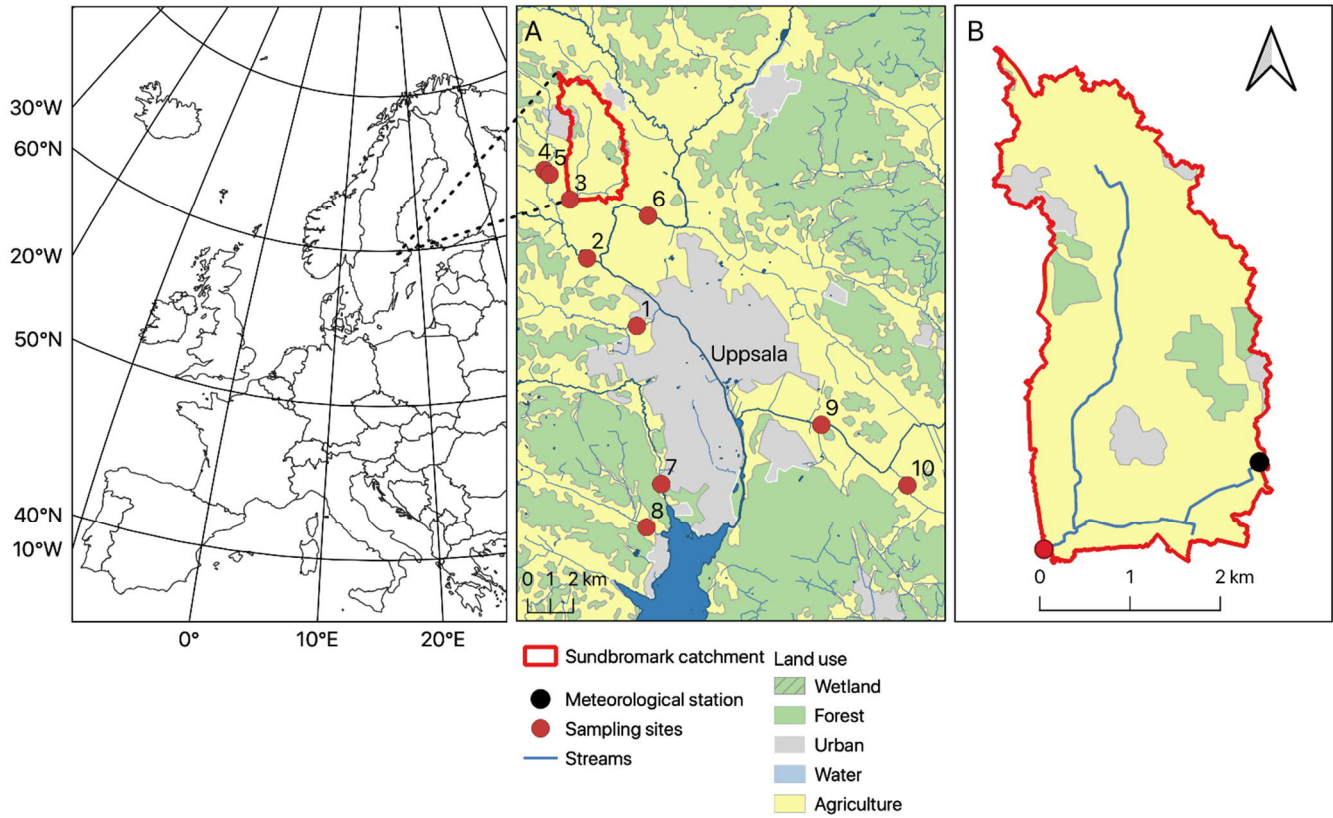 30°W
60°N
20°W
50°N
40°N
10°W
0°
10°E
20°E
A
4
5
3
6
2
1
Uppsala
9
7
10
8
0 1 2 km
B
0 1 2 km
Sundbromark catchment
Meteorological station
Sampling sites
Streams
Land use
Wetland
Forest
Urban
Water
Agriculture